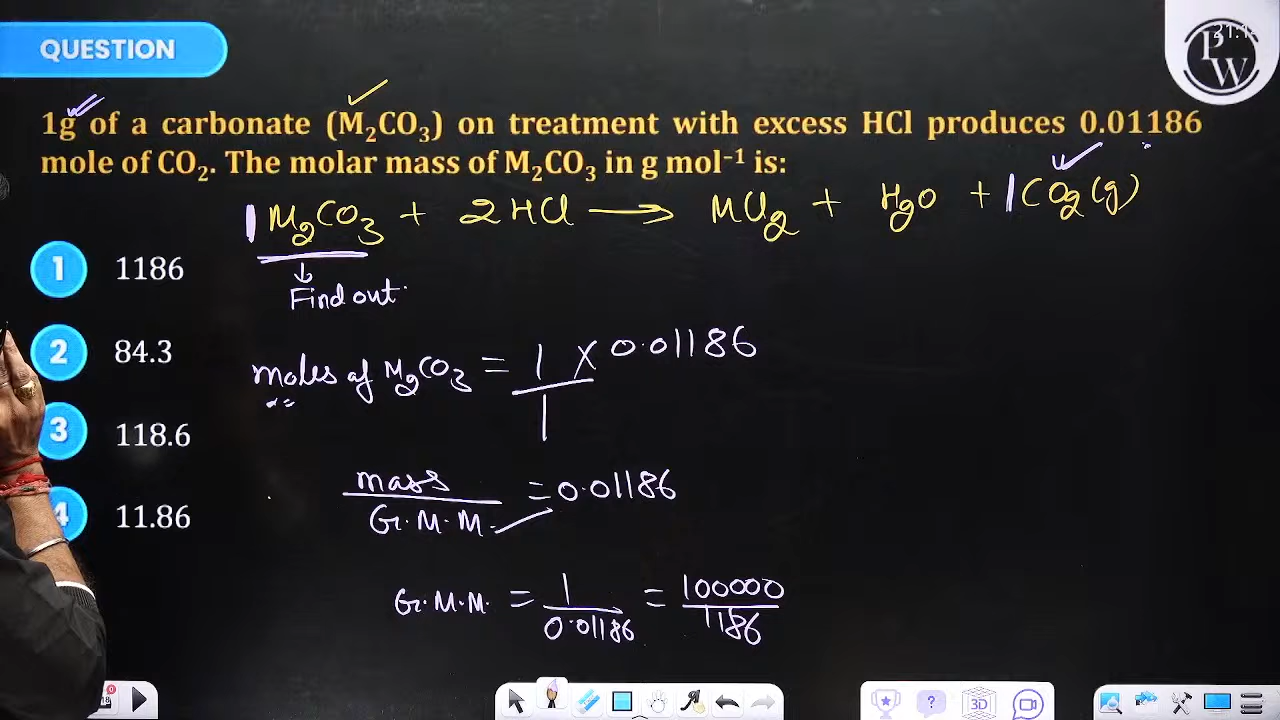 QUESTION
21:1
PW
1g of a carbonate (M₂CO₃) on treatment with excess HCl produces 0.01186
mole of CO₂. The molar mass of M₂CO₃ in g mol⁻¹ is:
1 M₂CO₃ + 2HCl ⟶ MCl₂ + H₂O + 1 CO₂(g)
↓
Find out.
1 1186
2 84.3
3 118.6
4 11.86
moles of M₂CO₃ = 1/1 × 0.01186
mass/G.M.M. = 0.01186
G.M.M. = 1/0.01186 = 100000/1186
?
3D